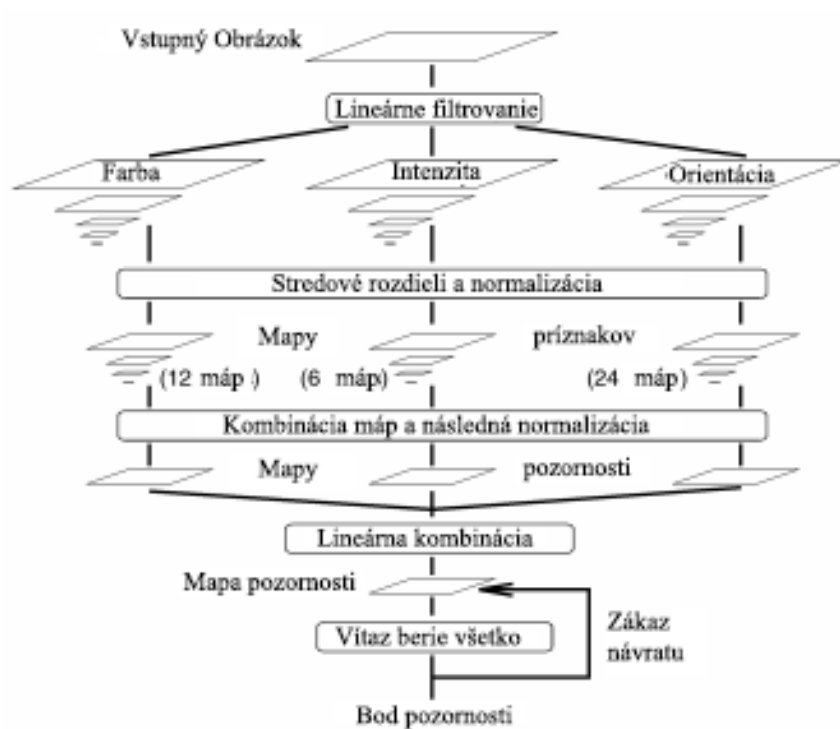 Vstupný Obrázok
Lineárne filtrovanie
Farba
Intenzita
Orientácia
Stredové rozdieli a normalizácia
Mapy príznakov
(12 máp ) (6 máp) (24 máp)
Kombinácia máp a následná normalizácia
Mapy pozornosti
Lineárna kombinácia
Mapa pozornosti
Vítaz berie všetko
Zákaz
návratu
Bod pozornosti